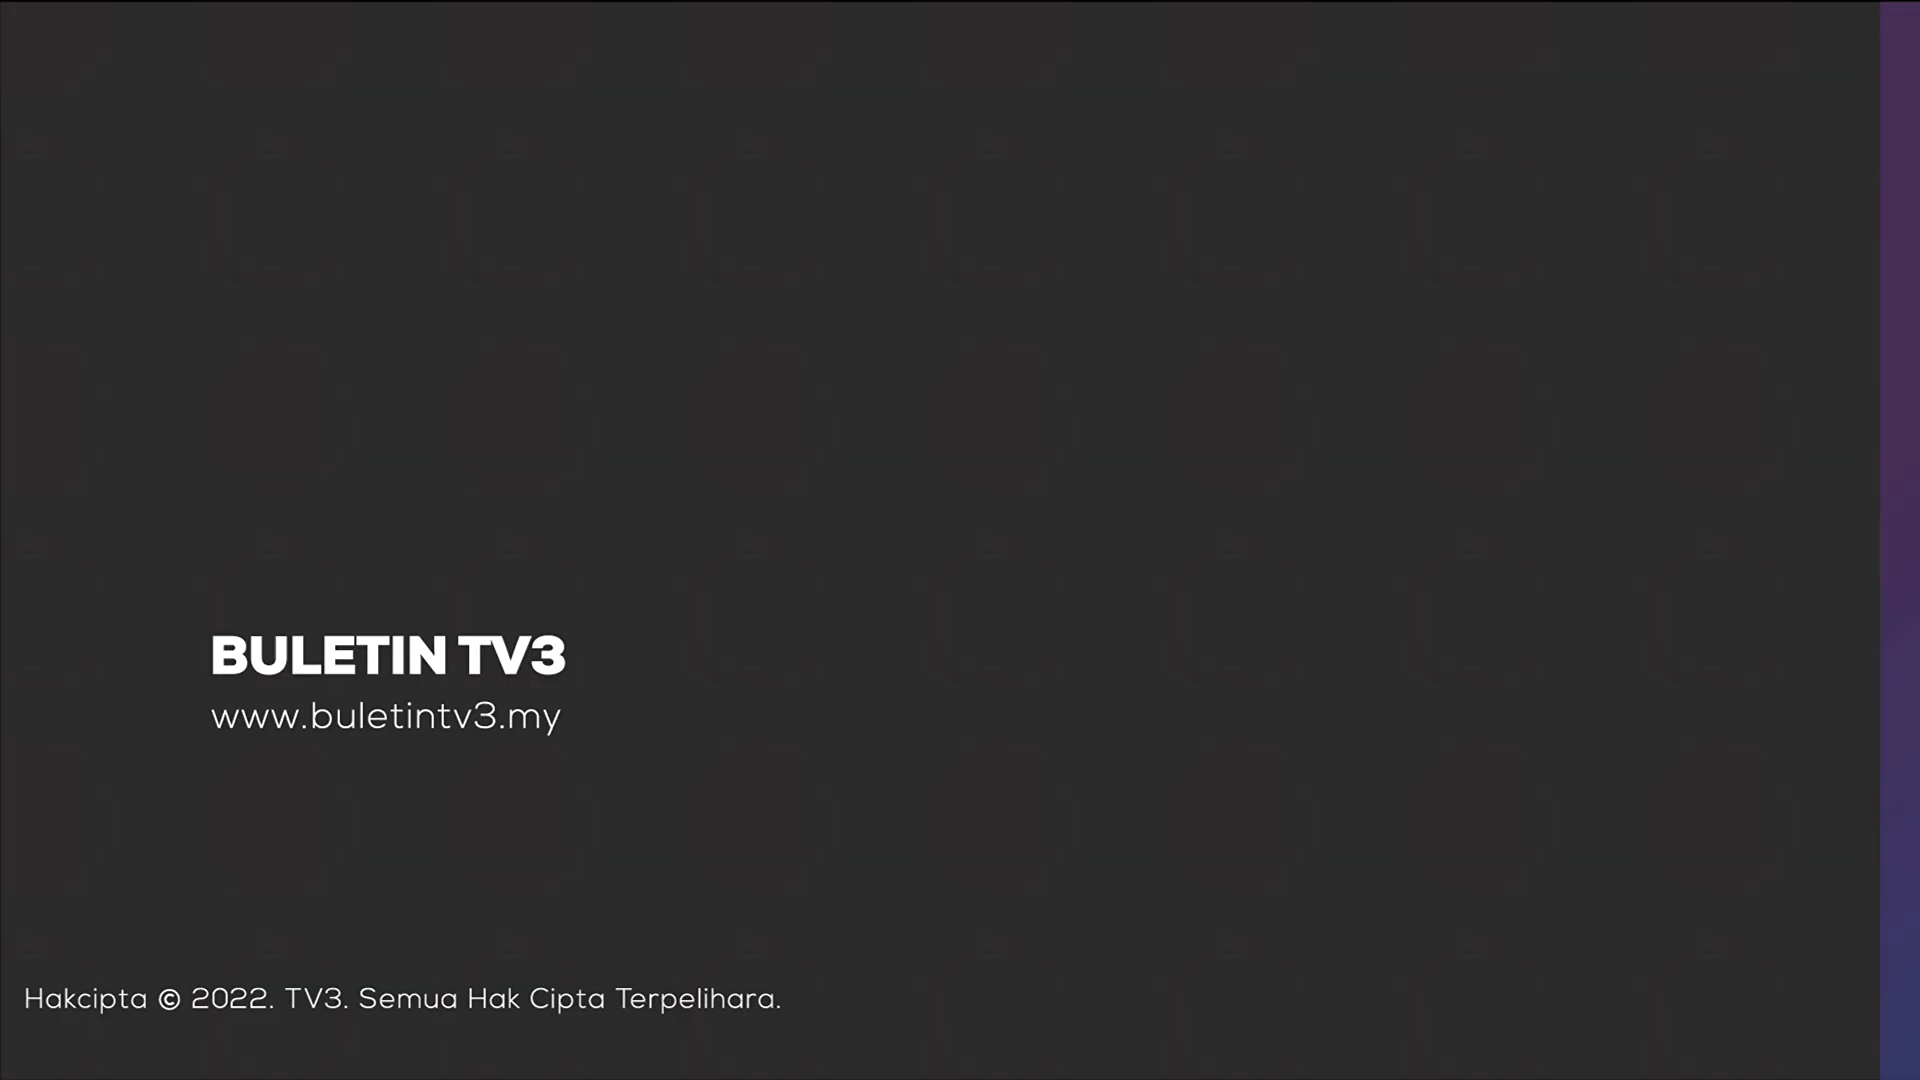 BULETIN TV3
www.buletintv3.my
Hakcipta © 2022. TV3. Semua Hak Cipta Terpelihara.